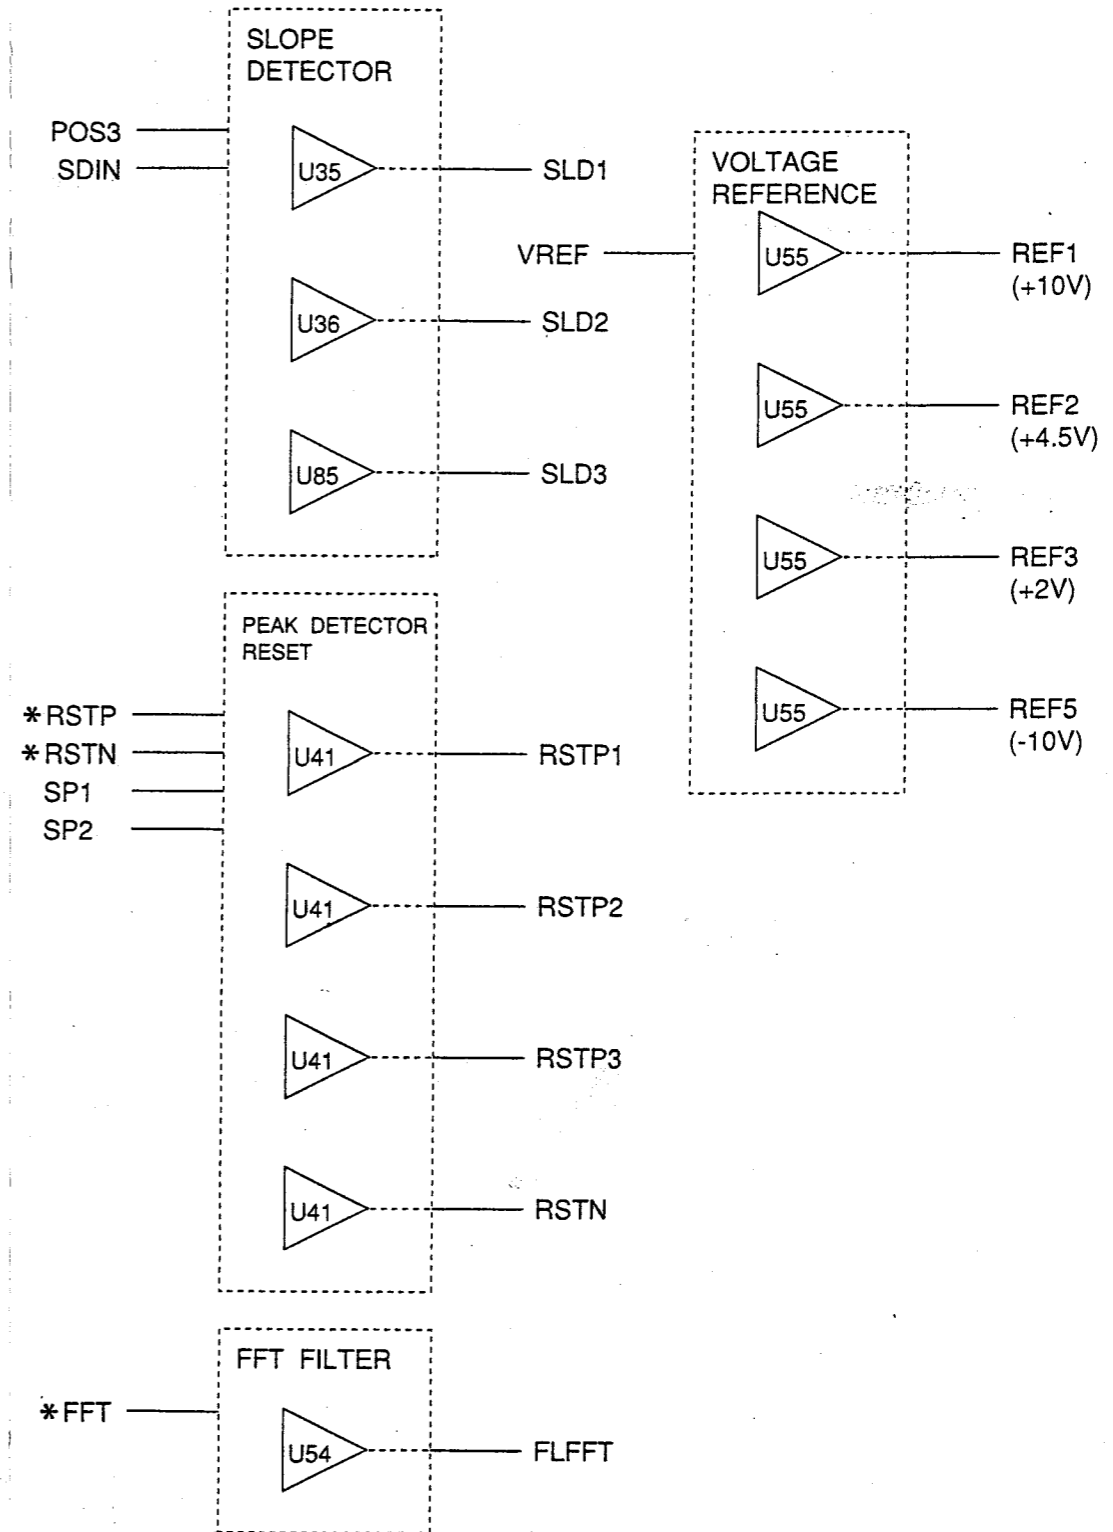 SLOPE
DETECTOR
POS3
SDIN
U35
SLD1
U36
SLD2
U85
SLD3
VOLTAGE
REFERENCE
VREF
U55
REF1
(+10V)
U55
REF2
(+4.5V)
U55
REF3
(+2V)
U55
REF5
(-10V)
PEAK DETECTOR
RESET
*RSTP
*RSTN
SP1
SP2
U41
RSTP1
U41
RSTP2
U41
RSTP3
U41
RSTN
FFT FILTER
*FFT
U54
FLFFT